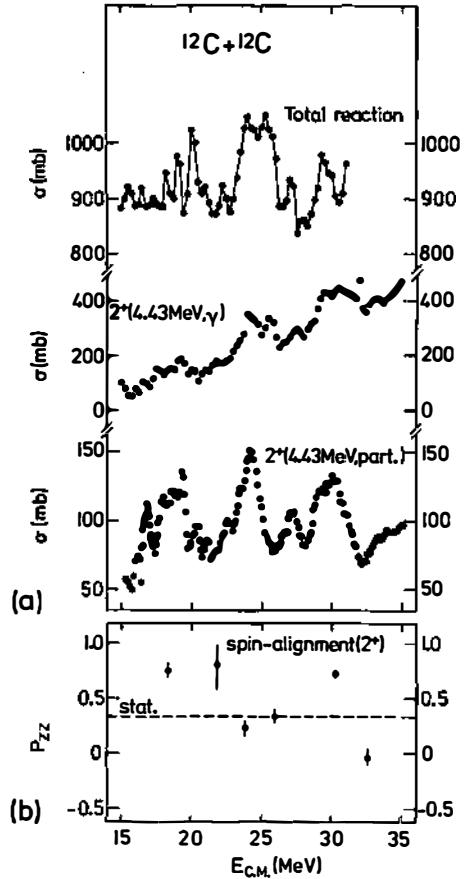 ¹²C+¹²C
Total reaction
σ (mb)
1000
900
800
1000
900
800
2⁺(4.43MeV,γ)
σ (mb)
400
200
0
400
200
0
2⁺(4.43MeV,part.)
σ (mb)
150
100
50
150
100
50
(a)
spin-alignment(2⁺)
stat.
P_ZZ
1.0
0.5
0
-0.5
1.0
0.5
0
-0.5
(b)
15 20 25 30 35
E_C.M.(MeV)